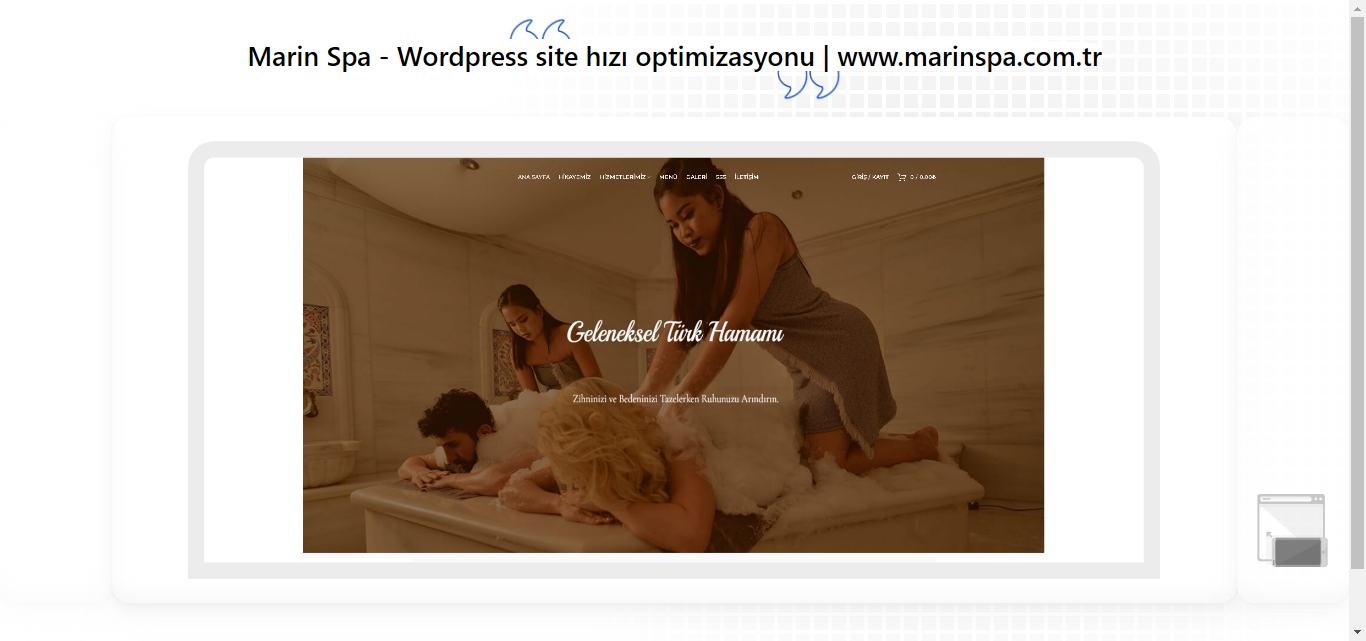 Marin Spa - Wordpress site hızı optimizasyonu | www.marinspa.com.tr
ANA SAYFA HİKAYEMİZ HİZMETLERİMİZ MENÜ GALERİ SSS İLETİŞİM GİRİŞ / KAYIT 0 / 0.00₺
Geleneksel Türk Hamamı
Zihninizi ve Bedeninizi Tazelerken Ruhunuzu Arındırın.